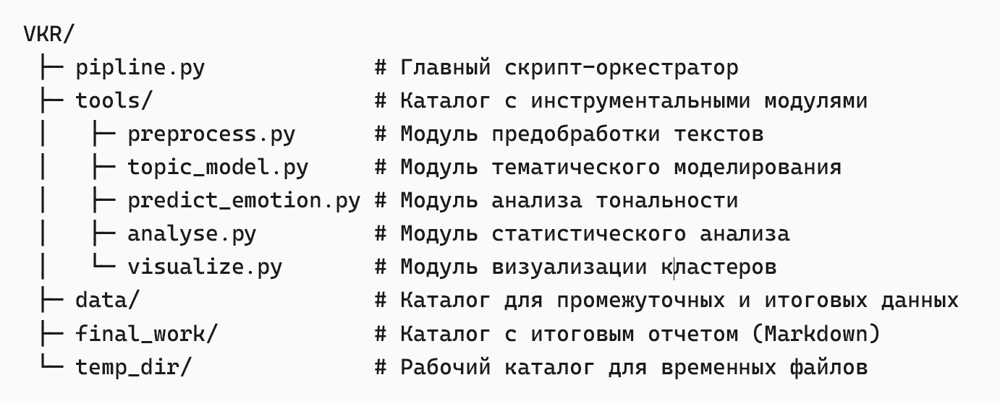 VKR/
├─ pipline.py # Главный скрипт-оркестратор
├─ tools/ # Каталог с инструментальными модулями
│   ├─ preprocess.py # Модуль предобработки текстов
│   ├─ topic_model.py # Модуль тематического моделирования
│   ├─ predict_emotion.py # Модуль анализа тональности
│   ├─ analyse.py # Модуль статистического анализа
│   └─ visualize.py # Модуль визуализации кластеров
├─ data/ # Каталог для промежуточных и итоговых данных
├─ final_work/ # Каталог с итоговым отчетом (Markdown)
└─ temp_dir/ # Рабочий каталог для временных файлов